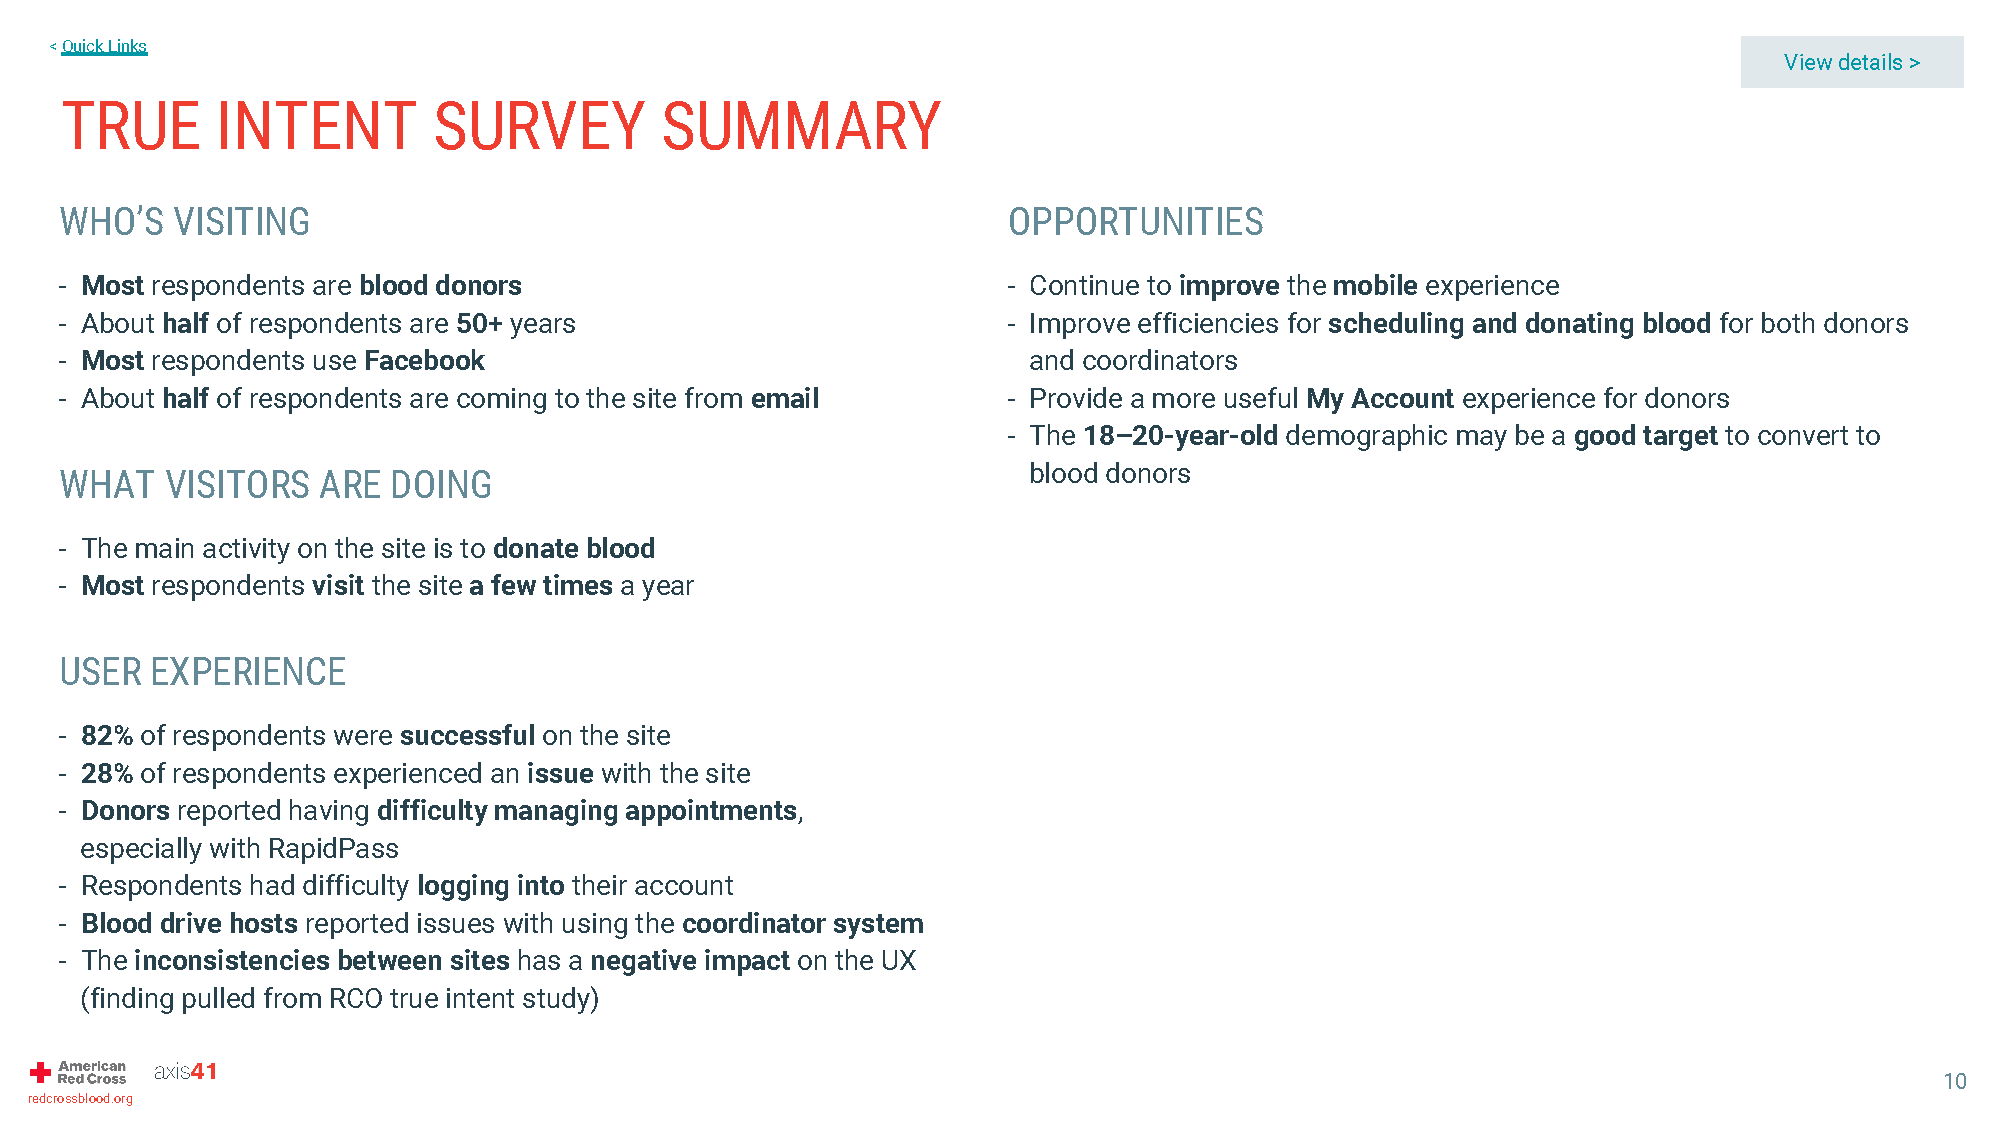 < Quick Links
View details >
TRUE INTENT SURVEY SUMMARY
WHO’S VISITING
- Most respondents are blood donors
- About half of respondents are 50+ years
- Most respondents use Facebook
- About half of respondents are coming to the site from email
WHAT VISITORS ARE DOING
- The main activity on the site is to donate blood
- Most respondents visit the site a few times a year
USER EXPERIENCE
- 82% of respondents were successful on the site
- 28% of respondents experienced an issue with the site
- Donors reported having difficulty managing appointments,
especially with RapidPass
- Respondents had difficulty logging into their account
- Blood drive hosts reported issues with using the coordinator system
- The inconsistencies between sites has a negative impact on the UX
(finding pulled from RCO true intent study)
OPPORTUNITIES
- Continue to improve the mobile experience
- Improve efficiencies for scheduling and donating blood for both donors
and coordinators
- Provide a more useful My Account experience for donors
- The 18–20-year-old demographic may be a good target to convert to
blood donors
American
Red Cross
axis41
redcrossblood.org
10